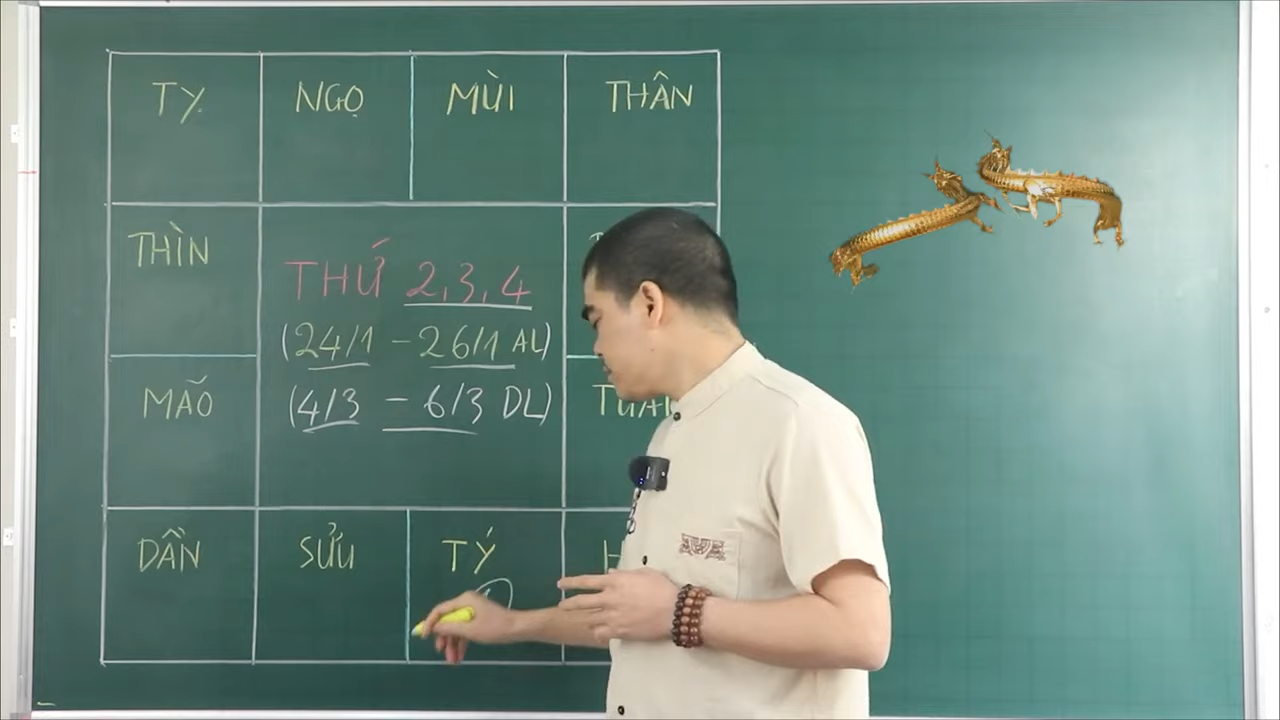 TỴ
NGỌ
MÙI
THÂN
THÌN
THỨ 2,3,4
(24/1 - 26/1 AL)
(4/3 - 6/3 DL)
MÃO
DẦN
SỬU
TÝ